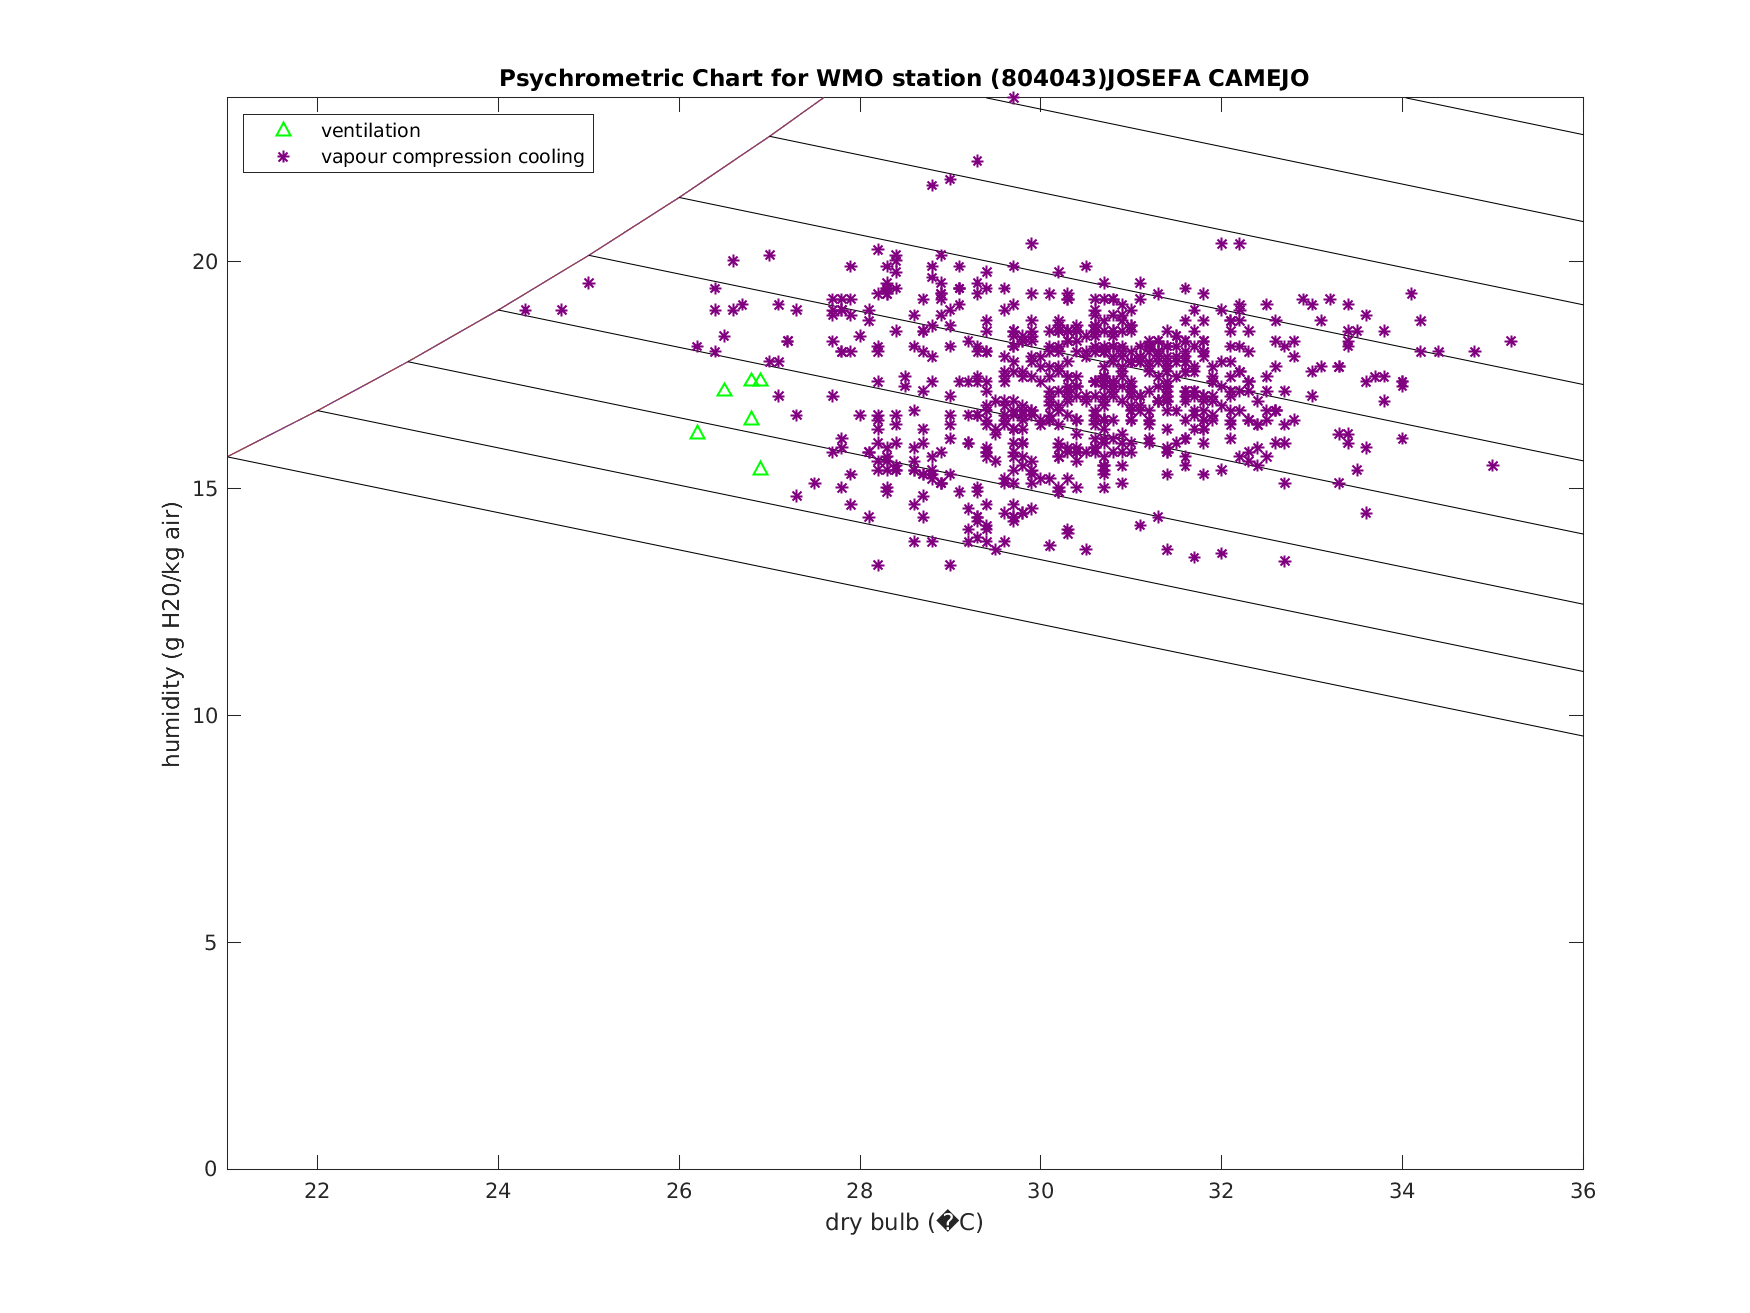 Psychrometric Chart for WMO station (804043)JOSEFA CAMEJO
ventilation
vapour compression cooling
humidity (g H20/kg air)
20
15
10
5
0
22 24 26 28 30 32 34 36
dry bulb (�C)